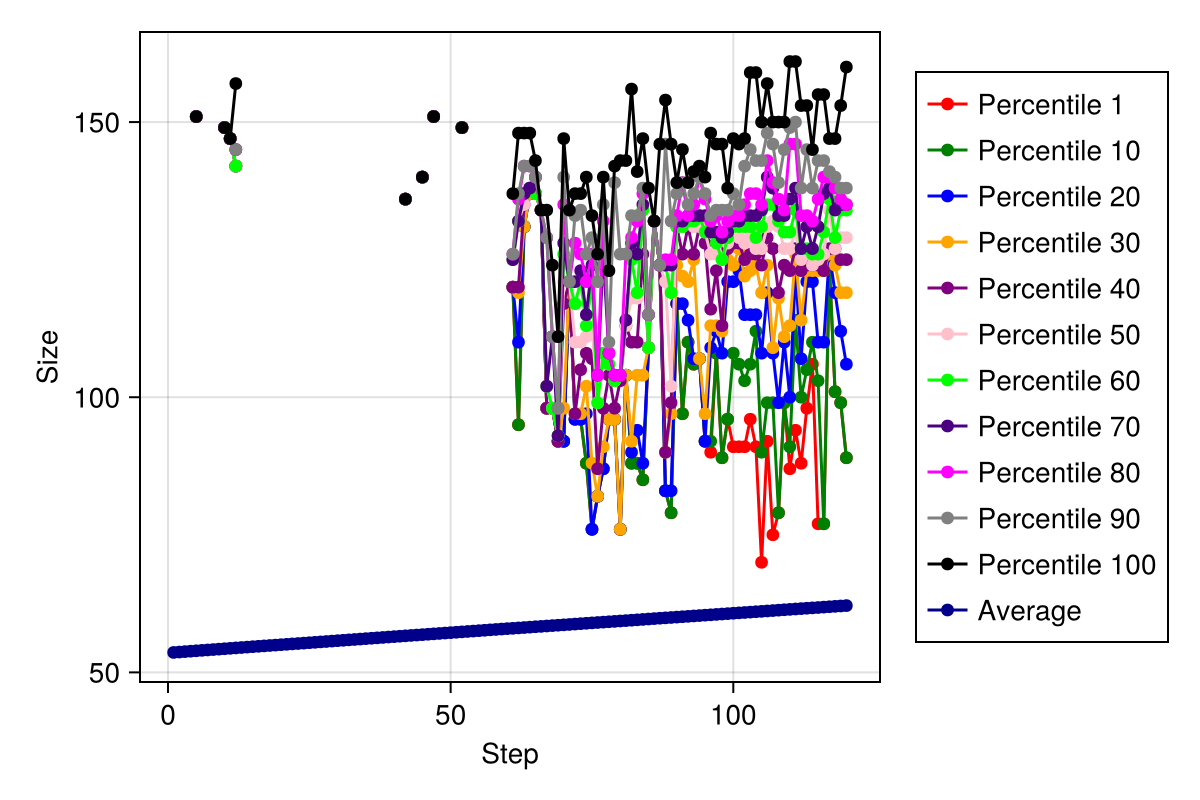 150
100
50
Size
0
50
100
Step
Percentile 1
Percentile 10
Percentile 20
Percentile 30
Percentile 40
Percentile 50
Percentile 60
Percentile 70
Percentile 80
Percentile 90
Percentile 100
Average